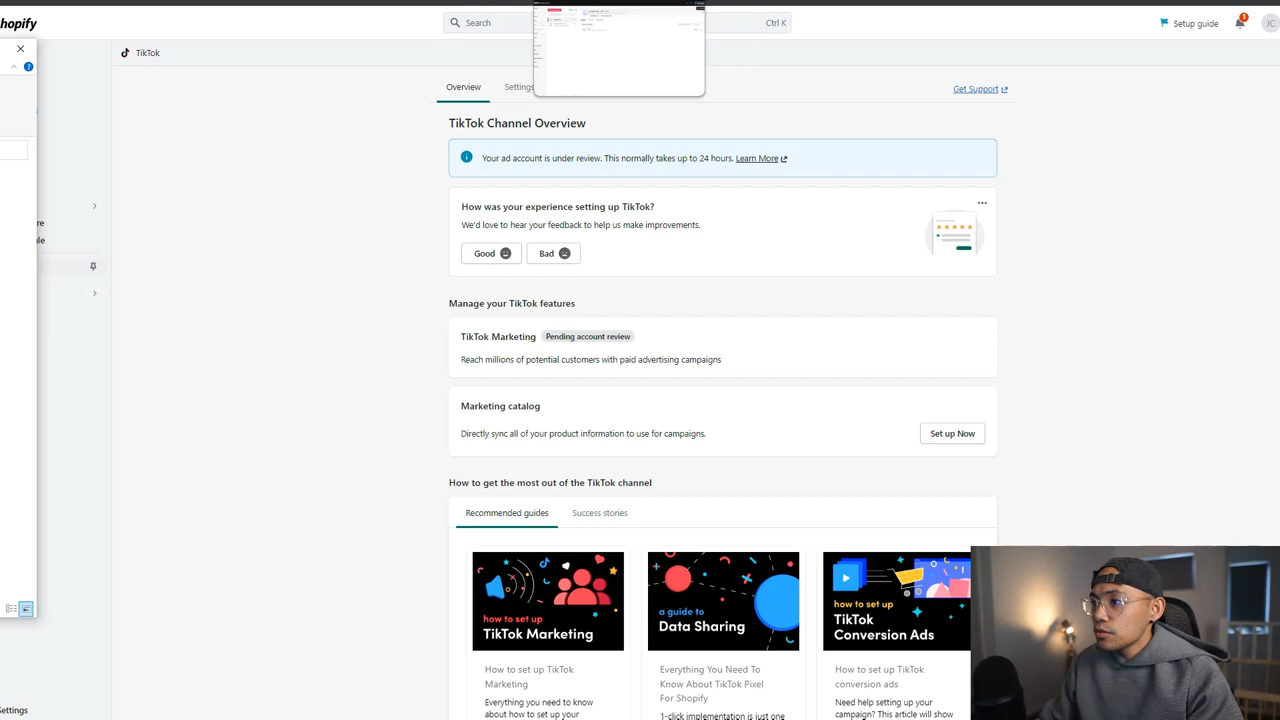 hopify
Search
Ctrl K
Setup guide
1
JC
TikTok
Overview
Settings
Get Support
TikTok Channel Overview
Your ad account is under review. This normally takes up to 24 hours. Learn More
How was your experience setting up TikTok?
We'd love to hear your feedback to help us make improvements.
Good
Bad
re
le
Manage your TikTok features
TikTok Marketing Pending account review
Reach millions of potential customers with paid advertising campaigns
Marketing catalog
Directly sync all of your product information to use for campaigns.
Set up Now
How to get the most out of the TikTok channel
Recommended guides
Success stories
how to set up
TikTok Marketing
a guide to
Data Sharing
how to set up
TikTok
Conversion Ads
How to set up TikTok
Marketing
Everything you need to
know about how to set up your
Everything You Need To
Know About TikTok Pixel
For Shopify
1-click implementation is just one
How to set up TikTok
conversion ads
Need help setting up your
campaign? This article will show
ettings